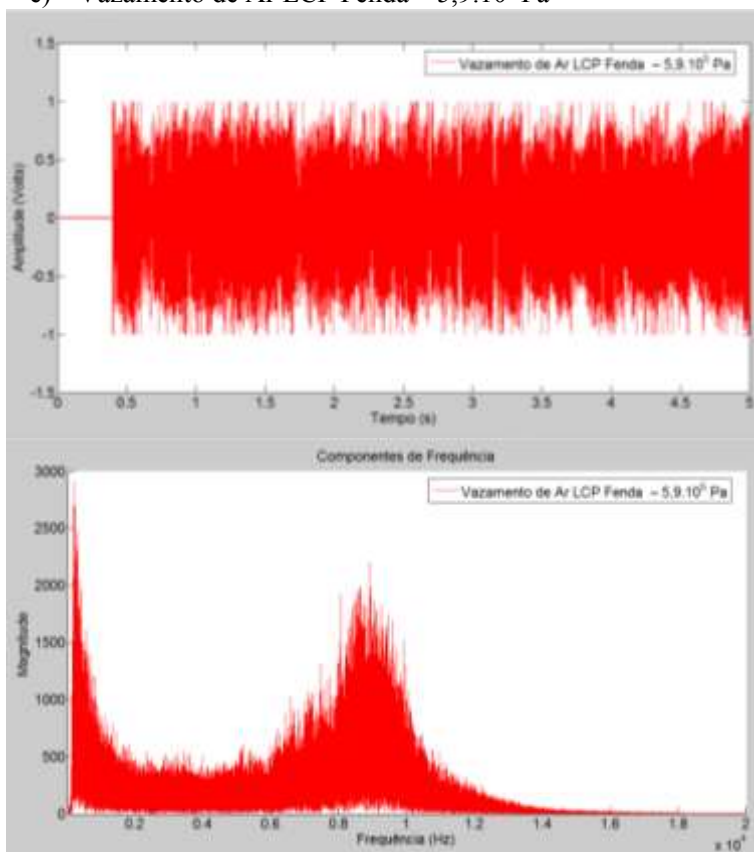 c) Vazamento de Ar LCP Fenda – 5,9.10⁵ Pa
1.5
Vazamento de Ar LCP Fenda – 5,9.10⁵ Pa
1
0.5
0
-0.5
-1
-1.5
Amplitude (Volts)
0 0.5 1 1.5 2 2.5 3 3.5 4 4.5 5
Tempo (s)
Componentes de Frequência
3000
Vazamento de Ar LCP Fenda – 5,9.10⁵ Pa
2500
2000
1500
1000
500
0
Magnitude
0.2 0.4 0.6 0.8 1 1.2 1.4 1.6 1.8 2
Frequência (Hz)
x 10⁴